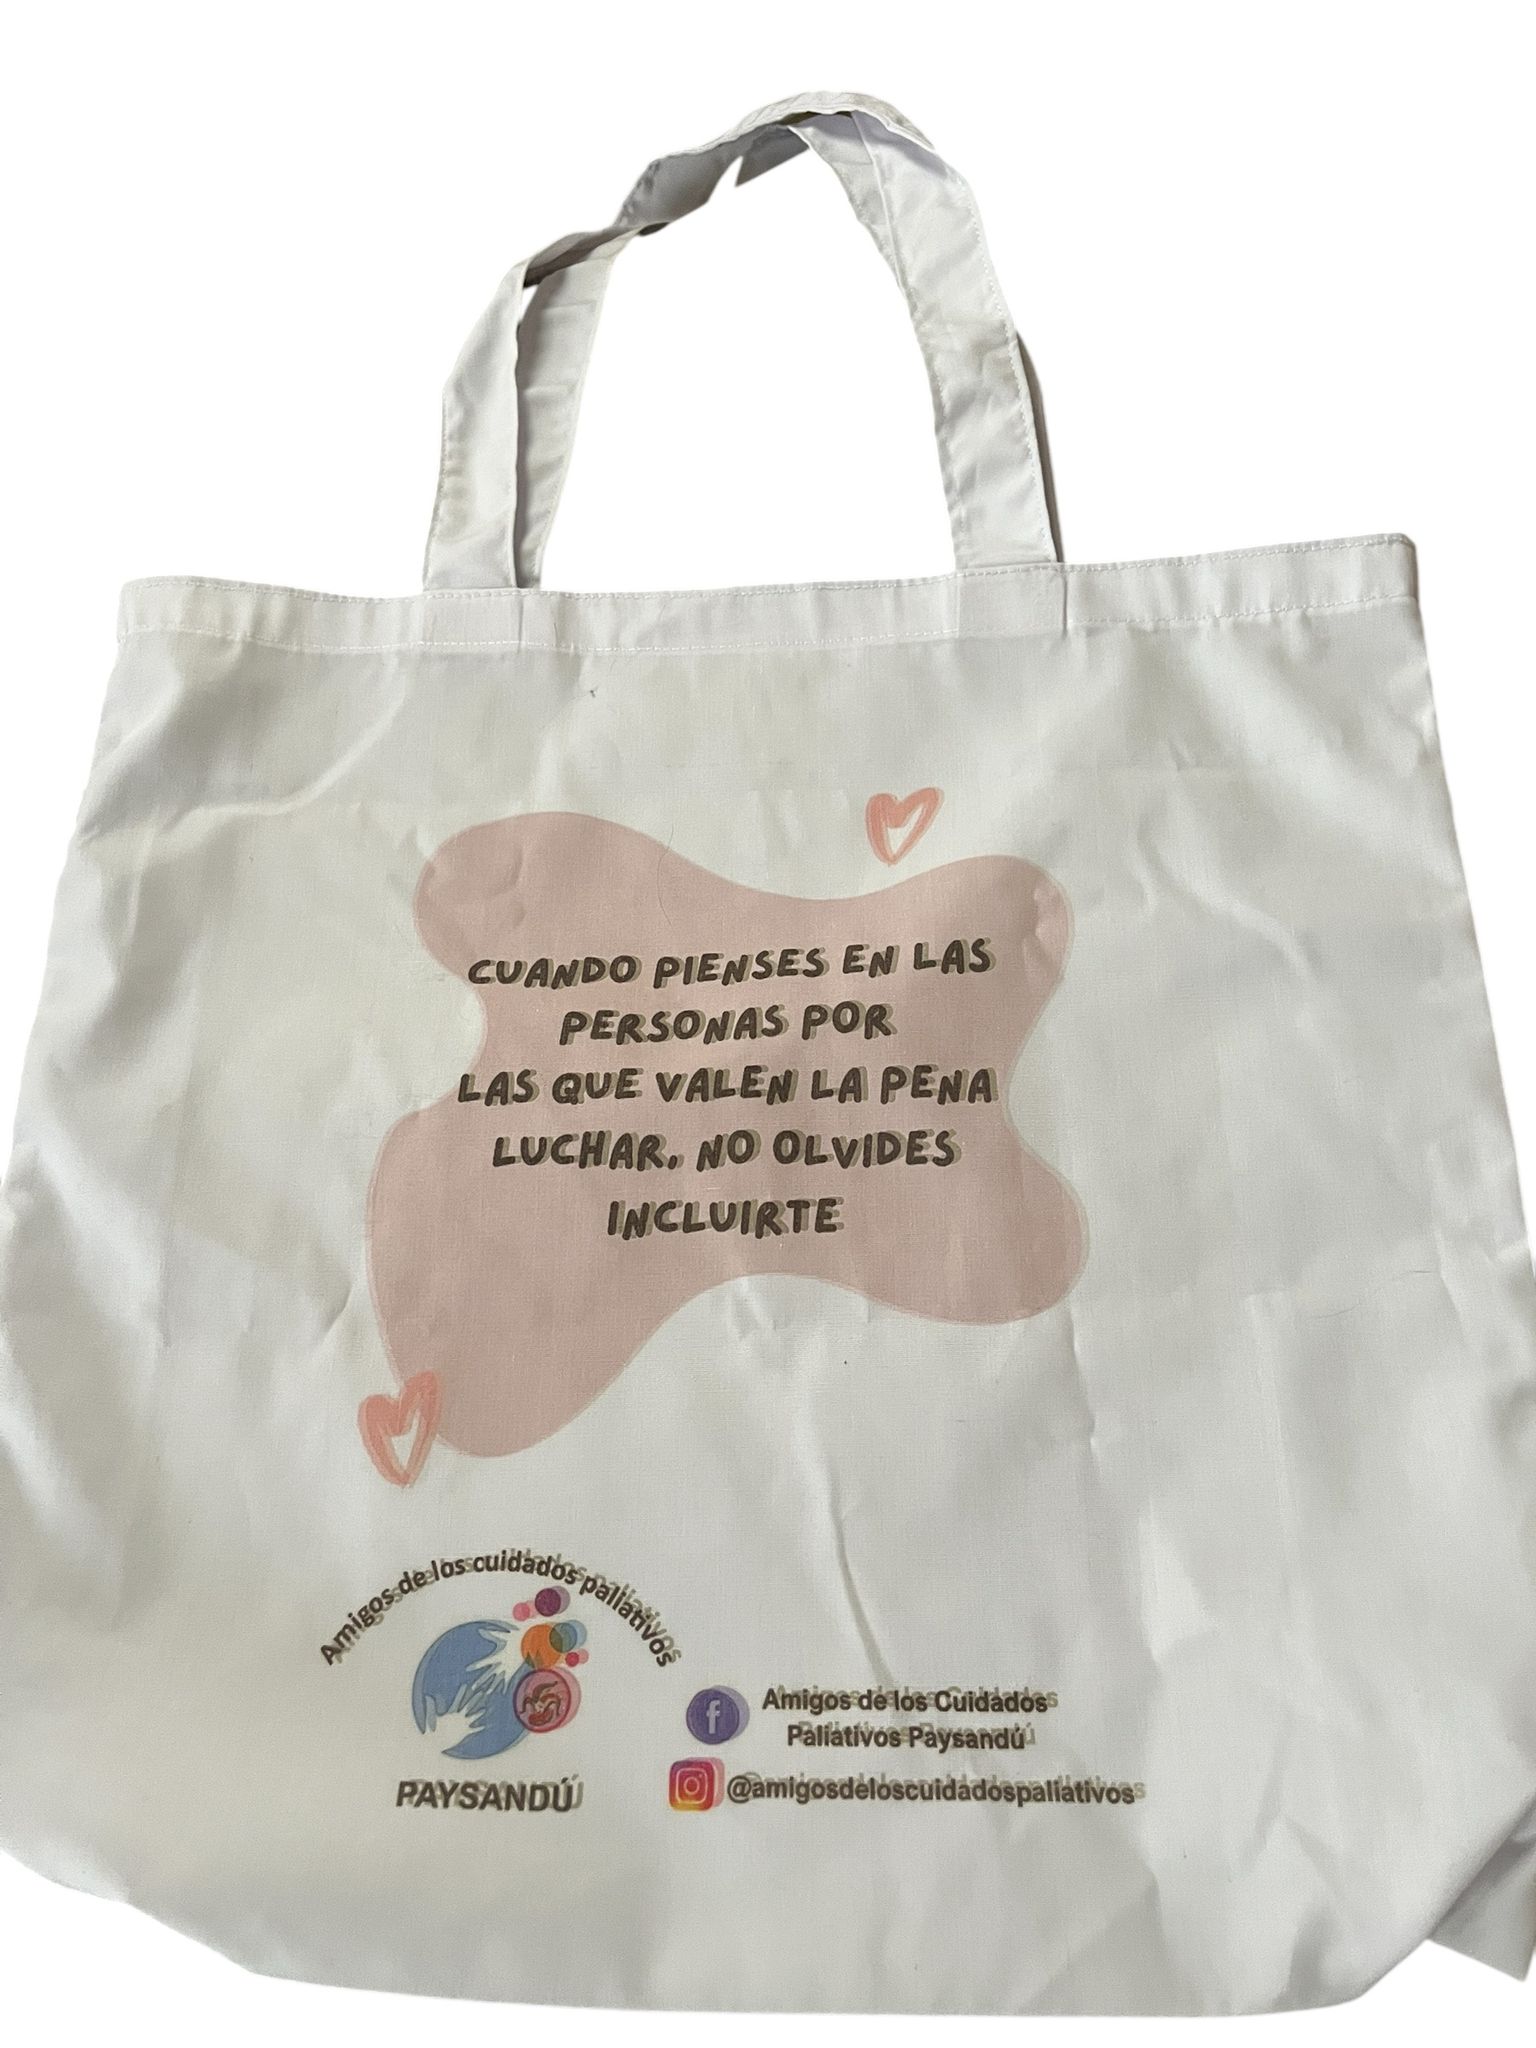 CUANDO PIENSES EN LAS
PERSONAS POR
LAS QUE VALEN LA PENA
LUCHAR, NO OLVIDES
INCLUIRTE
Amigos de los cuidados paliativos
PAYSANDÚ
f Amigos de los Cuidados
Paliativos Paysandú
@amigosdeloscuidadospaliativos